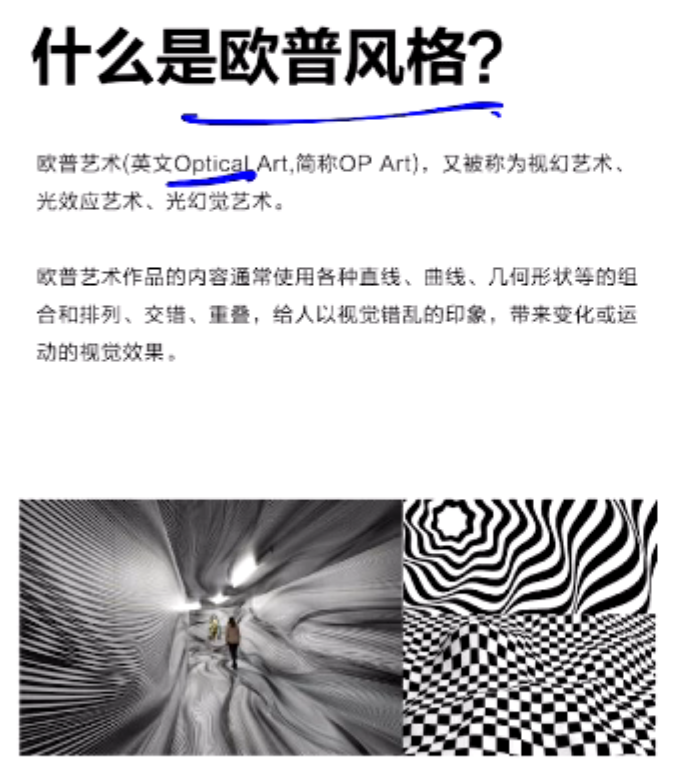 什么是欧普风格?
欧普艺术(英文Optical Art,简称OP Art)，又被称为视幻艺术、
光效应艺术、光幻觉艺术。
欧普艺术作品的内容通常使用各种直线、曲线、几何形状等的组
合和排列、交错、重叠，给人以视觉错乱的印象，带来变化或运
动的视觉效果。